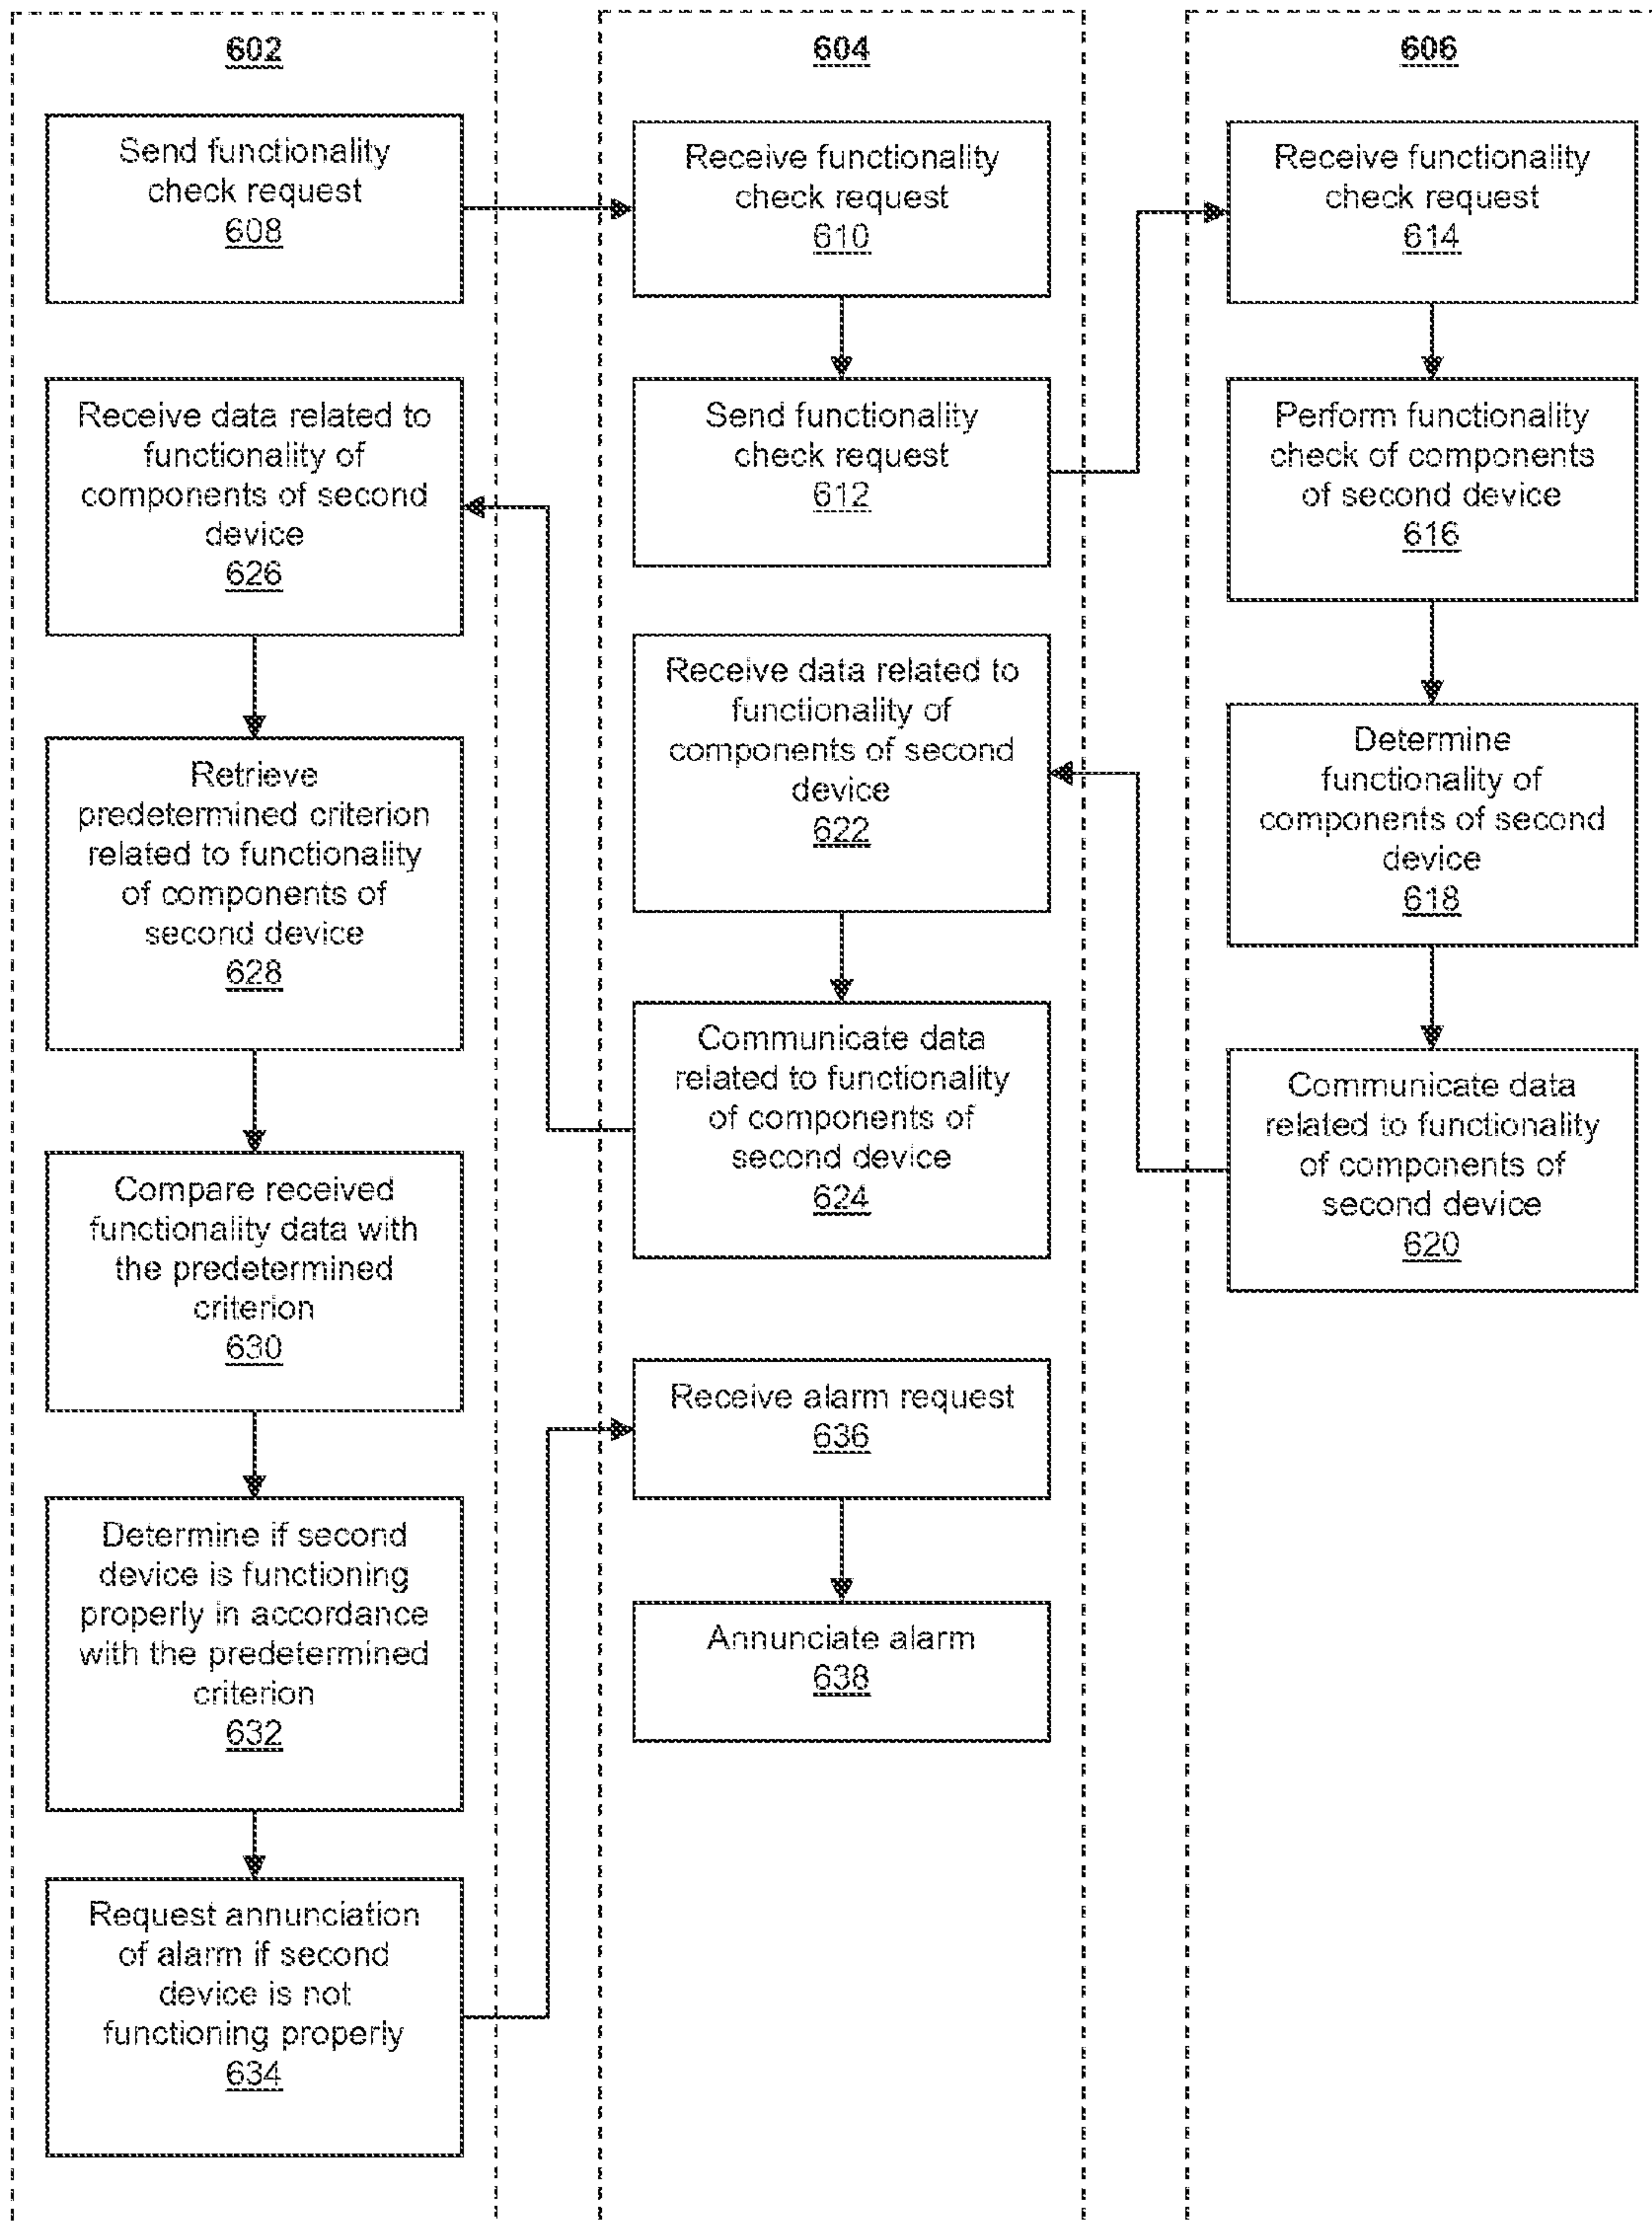 602
Send functionality
check request
608
Receive data related to
functionality of
components of second
device
626
Retrieve
predetermined criterion
related to functionality
of components of
second device
628
Compare received
functionality data with
the predetermined
criterion
630
Determine if second
device is functioning
properly in accordance
with the predetermined
criterion
632
Request annunciation
of alarm if second
device is not
functioning properly
634
604
Receive functionality
check request
610
Send functionality
check request
612
Receive data related to
functionality of
components of second
device
622
Communicate data
related to functionality
of components of
second device
624
Receive alarm request
636
Annunciate alarm
638
606
Receive functionality
check request
614
Perform functionality
check of components
of second device
616
Determine
functionality of
components of second
device
618
Communicate data
related to functionality
of components of
second device
620